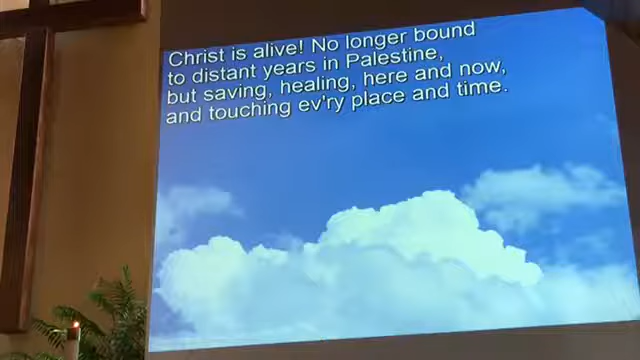 Christ is alive! No longer bound
to distant years in Palestine,
but saving, healing, here and now,
and touching ev'ry place and time.